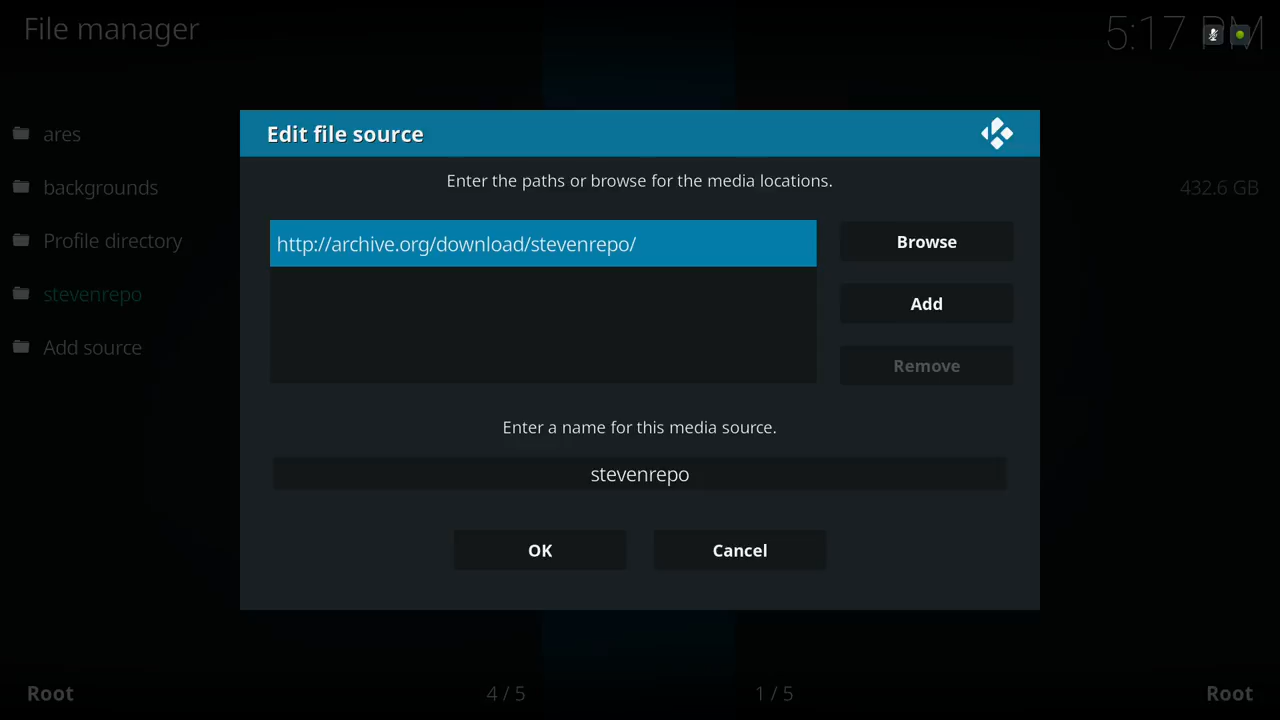 File manager
5:17 PM
ares
backgrounds
432.6 GB
Profile directory
stevenrepo
Add source
Edit file source
Enter the paths or browse for the media locations.
http://archive.org/download/stevenrepo/
Browse
Add
Remove
Enter a name for this media source.
stevenrepo
OK
Cancel
Root
4 / 5
1 / 5
Root